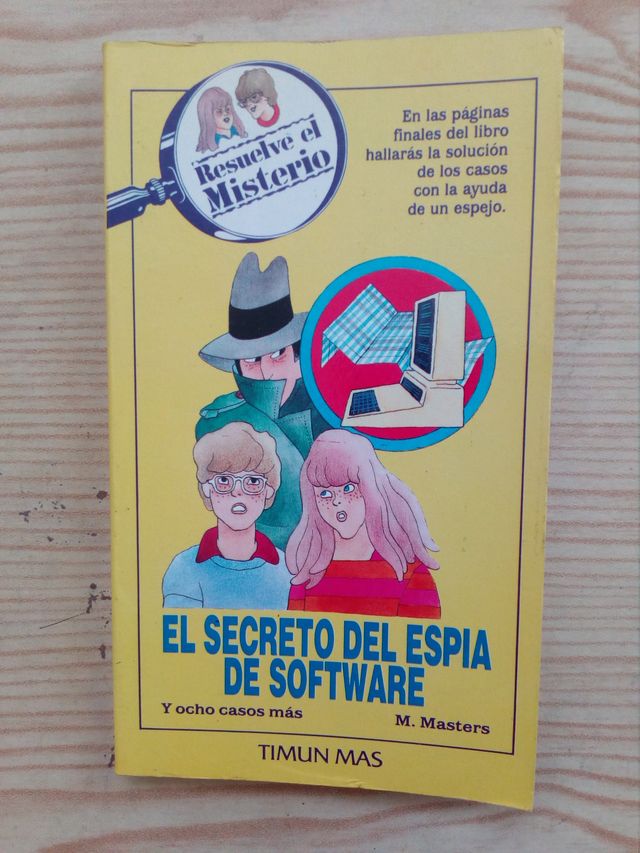 Resuelve el
Misterio
En las páginas
finales del libro
hallarás la solución
de los casos
con la ayuda
de un espejo.
EL SECRETO DEL ESPIA
DE SOFTWARE
Y ocho casos más
M. Masters
TIMUN MAS